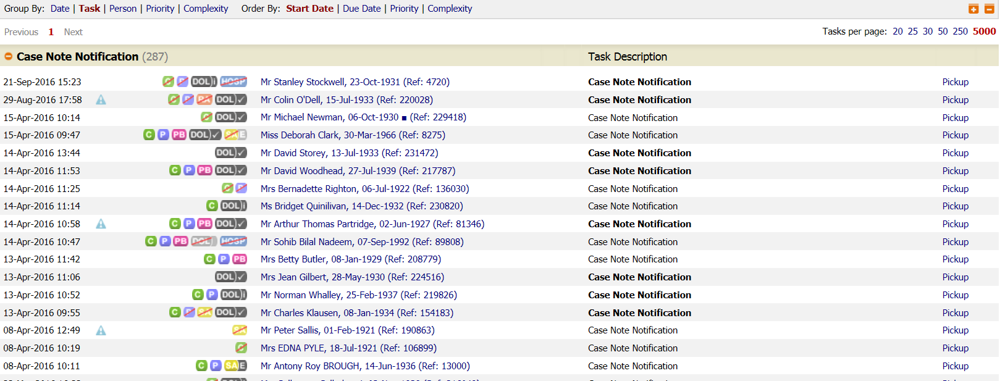 Group By: Date | Task | Person | Priority | Complexity Order By: Start Date | Due Date | Priority | Complexity
Previous 1 Next Tasks per page: 20 25 30 50 250 5000
Case Note Notification (287) Task Description
21-Sep-2016 15:23 C P DOL)i HOSP Mr Stanley Stockwell, 23-Oct-1931 (Ref: 4720) Case Note Notification Pickup
29-Aug-2016 17:58 C P PA DOL)✓ Mr Colin O'Dell, 15-Jul-1933 (Ref: 220028) Case Note Notification Pickup
15-Apr-2016 10:14 C DOL)✓ Mr Michael Newman, 06-Oct-1930 ■ (Ref: 229418) Case Note Notification Pickup
15-Apr-2016 09:47 C P PB DOL)✓ SAE Miss Deborah Clark, 30-Mar-1966 (Ref: 8275) Case Note Notification Pickup
14-Apr-2016 13:44 DOL)✓ Mr David Storey, 13-Jul-1933 (Ref: 231472) Case Note Notification Pickup
14-Apr-2016 11:53 C P PB DOL)✓ Mr David Woodhead, 27-Jul-1939 (Ref: 217787) Case Note Notification Pickup
14-Apr-2016 11:25 C P Mrs Bernadette Righton, 06-Jul-1922 (Ref: 136030) Case Note Notification Pickup
14-Apr-2016 11:14 C DOL)i Ms Bridget Quinilivan, 14-Dec-1932 (Ref: 230820) Case Note Notification Pickup
14-Apr-2016 10:58 C P PB DOL)✓ Mr Arthur Thomas Partridge, 02-Jun-1927 (Ref: 81346) Case Note Notification Pickup
14-Apr-2016 10:47 C P PB DOL) HOSP Mr Sohib Bilal Nadeem, 07-Sep-1992 (Ref: 89808) Case Note Notification Pickup
13-Apr-2016 11:42 C P PB Mrs Betty Butler, 08-Jan-1929 (Ref: 208779) Case Note Notification Pickup
13-Apr-2016 11:06 DOL)✓ Mrs Jean Gilbert, 28-May-1930 (Ref: 224516) Case Note Notification Pickup
13-Apr-2016 10:52 C P DOL)i Mr Norman Whalley, 25-Feb-1937 (Ref: 219826) Case Note Notification Pickup
13-Apr-2016 09:55 C P SA DOL)✓ Mr Charles Klausen, 08-Jan-1934 (Ref: 154183) Case Note Notification Pickup
08-Apr-2016 12:49 SA Mr Peter Sallis, 01-Feb-1921 (Ref: 190863) Case Note Notification Pickup
08-Apr-2016 10:19 C Mrs EDNA PYLE, 18-Jul-1921 (Ref: 106899) Case Note Notification Pickup
08-Apr-2016 10:11 C P SAE Mr Antony Roy BROUGH, 14-Jun-1936 (Ref: 13000) Case Note Notification Pickup